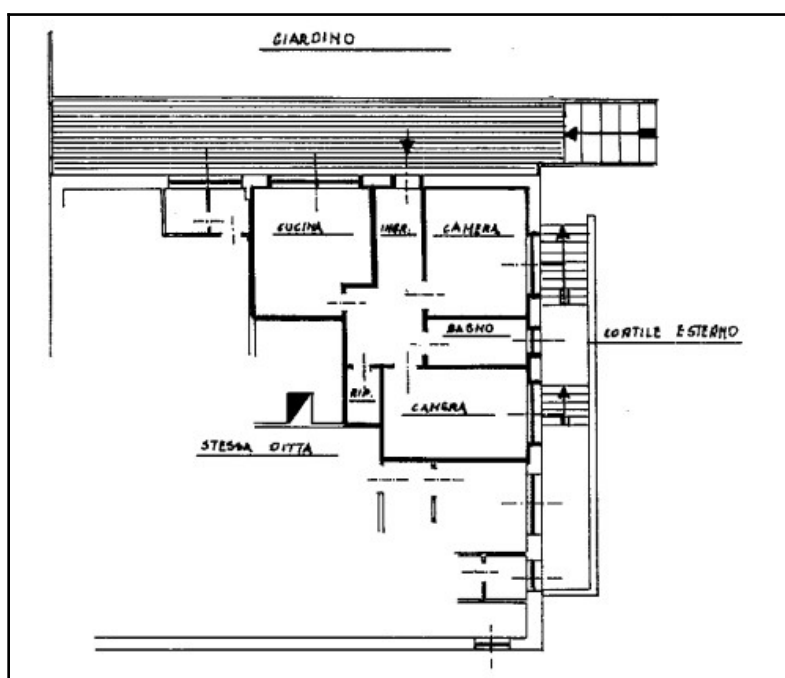 GIARDINO
CUCINA
INGR.
CAMERA
BAGNO
CORTILE ESTERNO
RIP.
CAMERA
STESSA DITTA